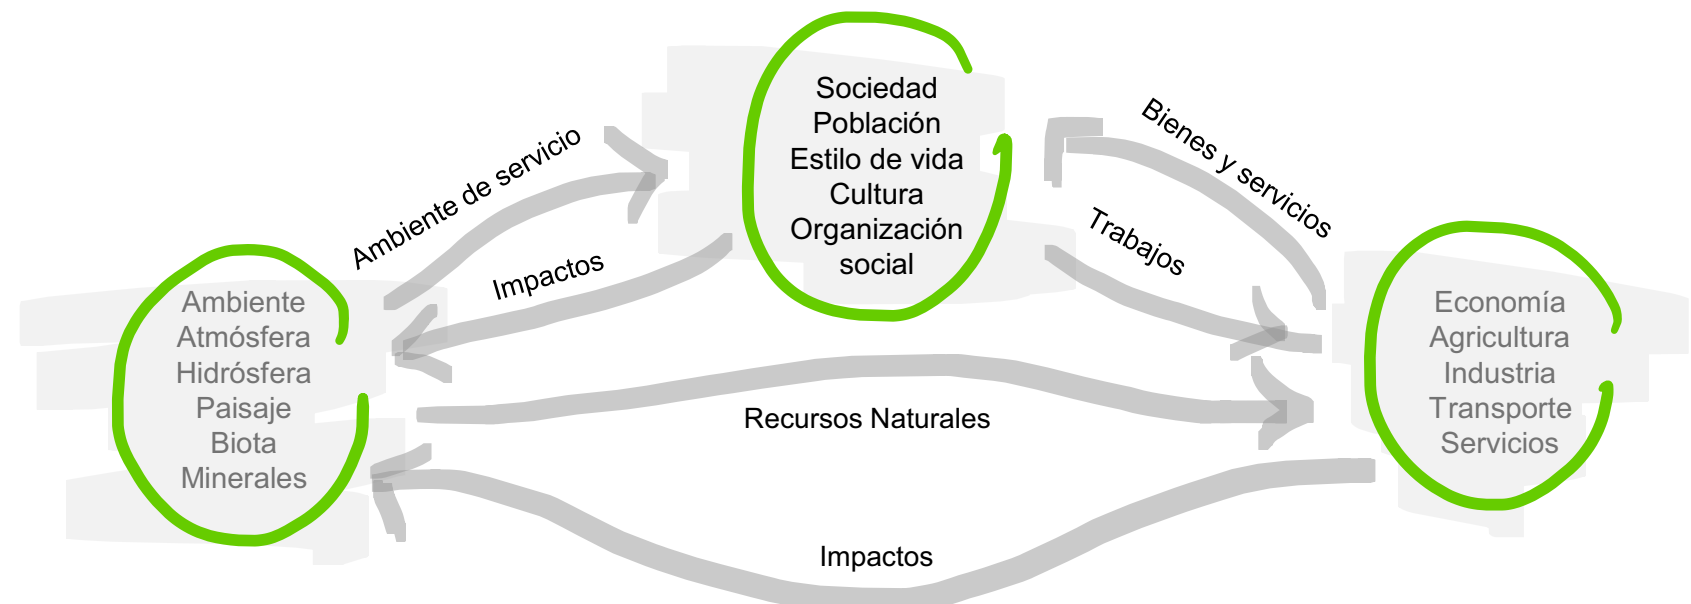 Sociedad
Población
Estilo de vida
Cultura
Organización
social
Ambiente de servicio
Impactos
Bienes y servicios
Trabajos
Ambiente
Atmósfera
Hidrósfera
Paisaje
Biota
Minerales
Economía
Agricultura
Industria
Transporte
Servicios
Recursos Naturales
Impactos